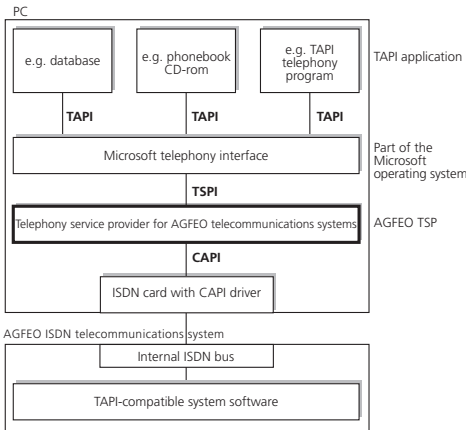 PC
e.g. database
e.g. phonebook
CD-rom
e.g. TAPI
telephony
program
TAPI application
TAPI
TAPI
TAPI
Microsoft telephony interface
Part of the
Microsoft
operating system
TSPI
Telephony service provider for AGFEO telecommunications systems
AGFEO TSP
CAPI
ISDN card with CAPI driver
AGFEO ISDN telecommunications system
Internal ISDN bus
TAPI-compatible system software